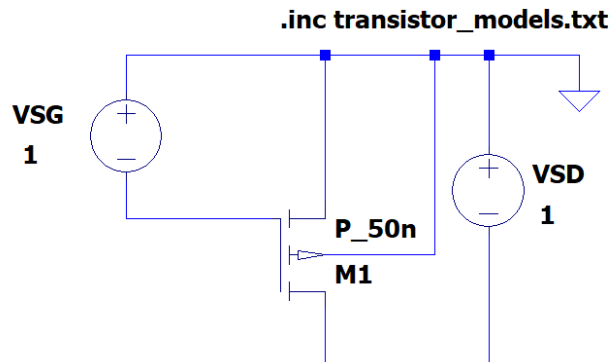 .inc transistor_models.txt
VSG
1
P_50n
M1
VSD
1